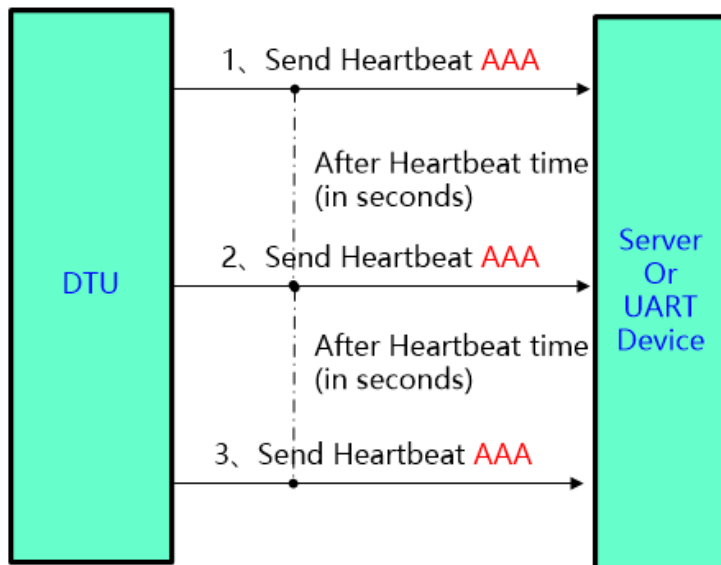 1、Send Heartbeat AAA
After Heartbeat time
(in seconds)
2、Send Heartbeat AAA
DTU
Server
Or
UART
Device
After Heartbeat time
(in seconds)
3、Send Heartbeat AAA